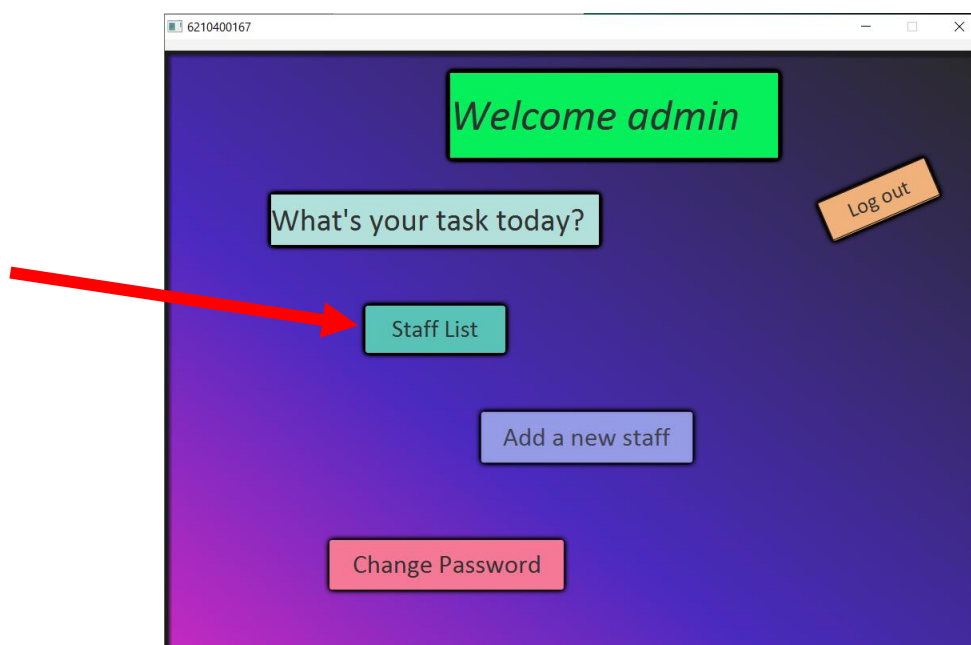 6210400167
Welcome admin
What's your task today?
Log out
Staff List
Add a new staff
Change Password